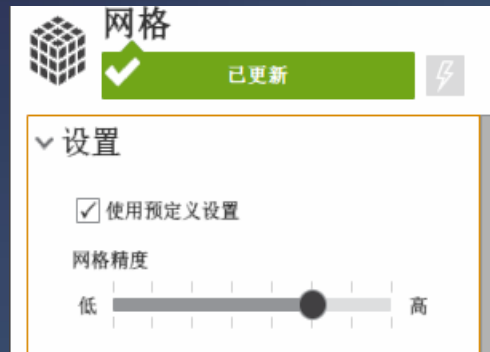 网格
已更新
设置
使用预定义设置
网格精度
低 高